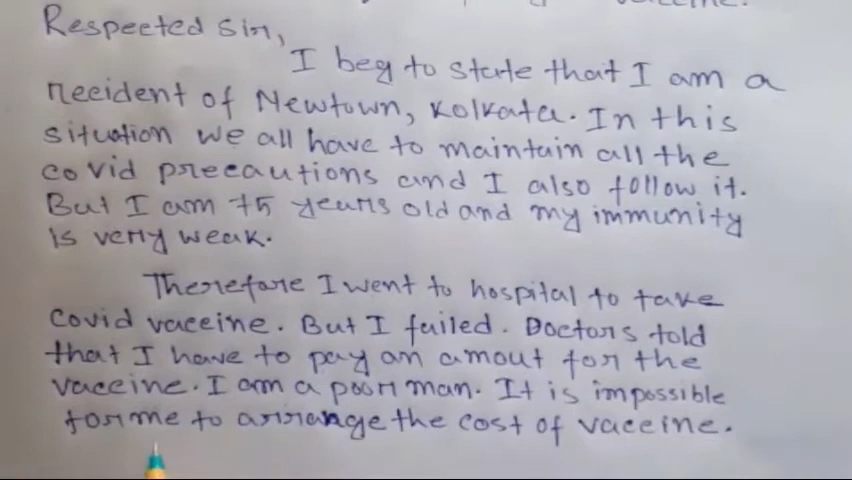 vaccine.
Respected Sir,
I beg to state that I am a
recident of Newtown, Kolkata. In this
situation we all have to maintain all the
covid precautions and I also follow it.
But I am 75 years old and my immunity
is very weak.
Therefore I went to hospital to take
covid vaccine. But I failed. Doctors told
that I have to pay an amout for the
vaccine. I am a poor man. It is impossible
for me to arrange the cost of vaccine.